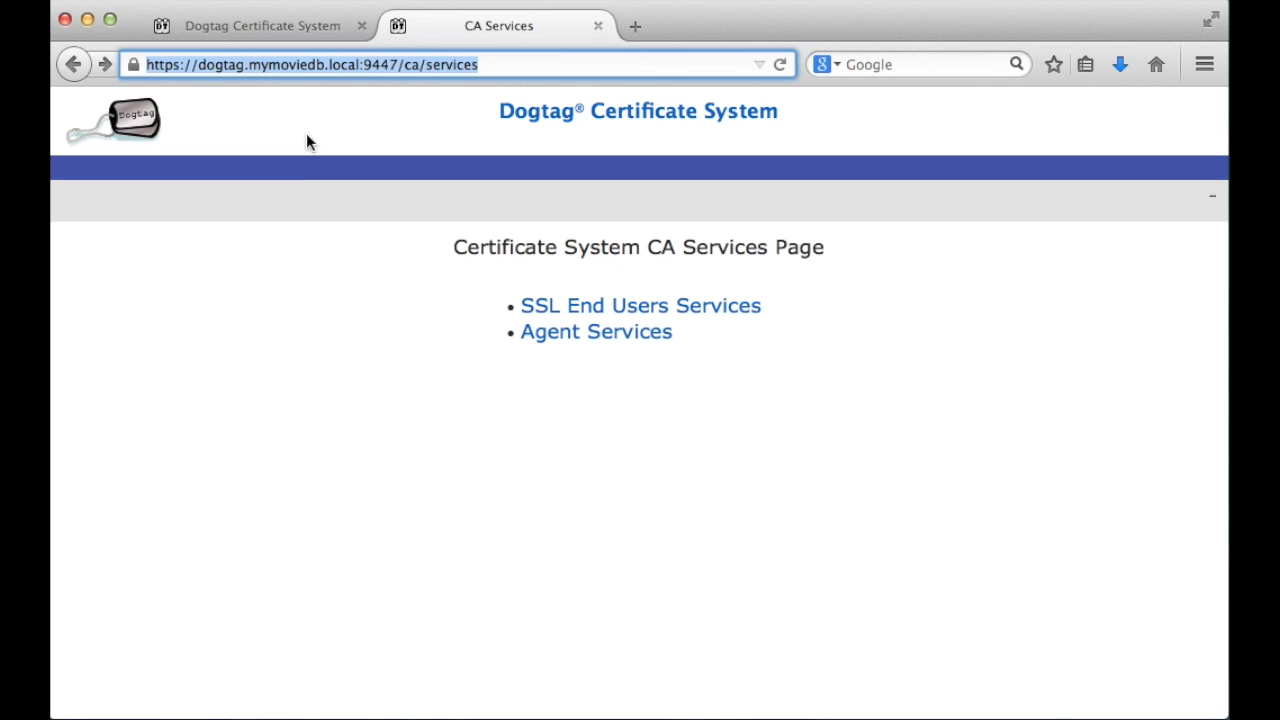 Dogtag Certificate System
CA Services
https://dogtag.mymoviedb.local:9447/ca/services
Google
Dogtag
Dogtag® Certificate System
Certificate System CA Services Page
• SSL End Users Services
• Agent Services